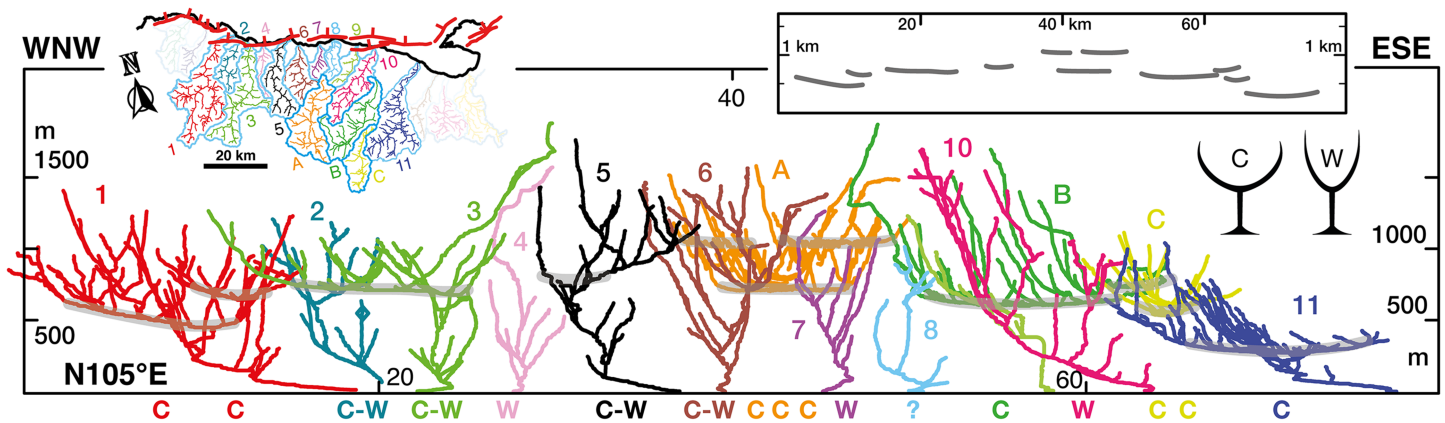 WNW
ESE
N
2 4 6 7 8 9
10
5
3
1
A
B
C
11
20 km
20 40 km 60
1 km 1 km
40
m
1500
500
1000
500
m
1 2 3 4 5 6 A 7 8 10 B C 11
C W
N105°E
20
60
C C C-W C-W W C-W C-W C C C W ? C W C C C